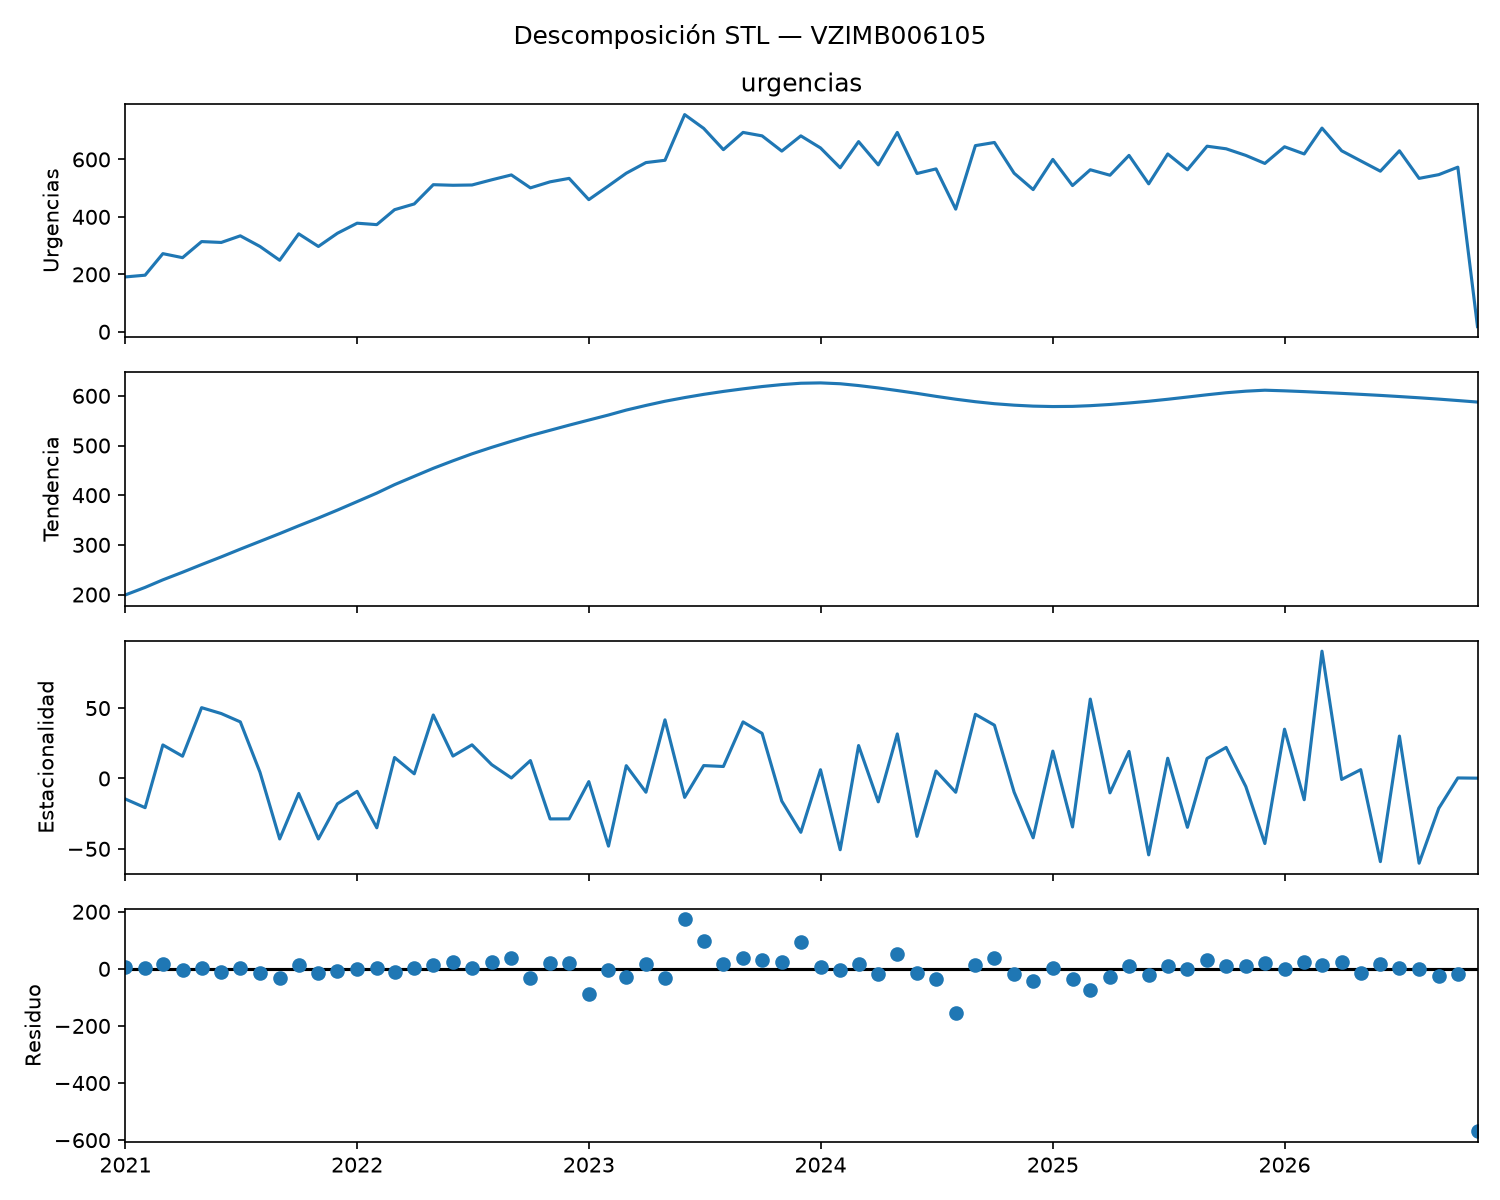 Descomposición STL — VZIMB006105
urgencias
Urgencias
600
400
200
0
Tendencia
600
500
400
300
200
Estacionalidad
50
0
−50
Residuo
200
0
−200
−400
−600
2021 2022 2023 2024 2025 2026